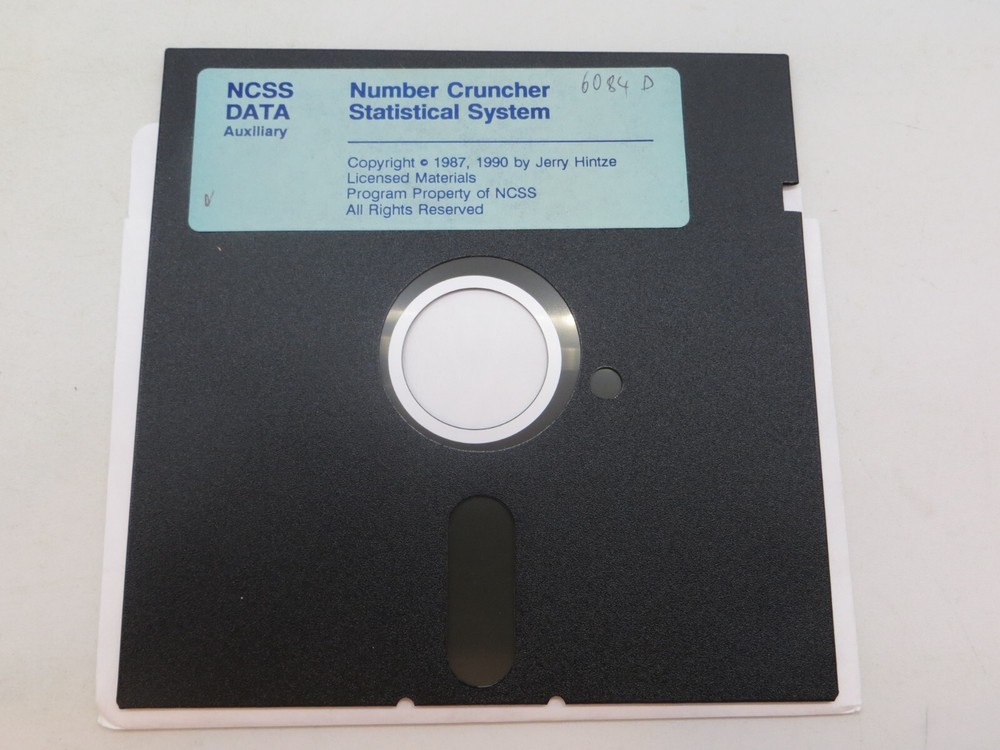 NCSS
DATA
Auxiliary
Number Cruncher
Statistical System
6084 D
Copyright © 1987, 1990 by Jerry Hintze
Licensed Materials
Program Property of NCSS
All Rights Reserved